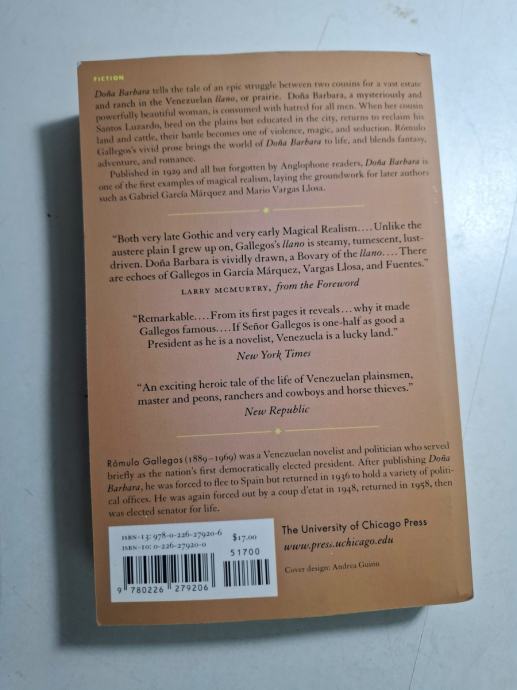 FICTION
Doña Barbara tells the tale of an epic struggle between two cousins for a vast estate
and ranch in the Venezuelan llano, or prairie. Doña Barbara, a mysteriously and
powerfully beautiful woman, is consumed with hatred for all men. When her cousin
Santos Luzardo, bred on the plains but educated in the city, returns to reclaim his
land and cattle, their battle becomes one of violence, magic, and seduction. Rómulo
Gallegos's vivid prose brings the world of Doña Barbara to life, and blends fantasy,
adventure, and romance.
Published in 1929 and all but forgotten by Anglophone readers, Doña Barbara is
one of the first examples of magical realism, laying the groundwork for later authors
such as Gabriel García Márquez and Mario Vargas Llosa.
“Both very late Gothic and very early Magical Realism.... Unlike the
austere plain I grew up on, Gallegos's llano is steamy, tumescent, lust-
driven. Doña Barbara is vividly drawn, a Bovary of the llano.... There
are echoes of Gallegos in García Márquez, Vargas Llosa, and Fuentes.”
LARRY MCMURTRY, from the Foreword
“Remarkable.... From its first pages it reveals... why it made
Gallegos famous.... If Señor Gallegos is one-half as good a
President as he is a novelist, Venezuela is a lucky land.”
New York Times
“An exciting heroic tale of the life of Venezuelan plainsmen,
master and peons, ranchers and cowboys and horse thieves.”
New Republic
Rómulo Gallegos (1889–1969) was a Venezuelan novelist and politician who served
briefly as the nation's first democratically elected president. After publishing Doña
Barbara, he was forced to flee to Spain but returned in 1936 to hold a variety of politi-
cal offices. He was again forced out by a coup d'etat in 1948, returned in 1958, then
was elected senator for life.
ISBN-13: 978-0-226-27920-6
ISBN-10: 0-226-27920-0
$17.00
51700
9 780226 279206
The University of Chicago Press
www.press.uchicago.edu
Cover design: Andrea Guinn